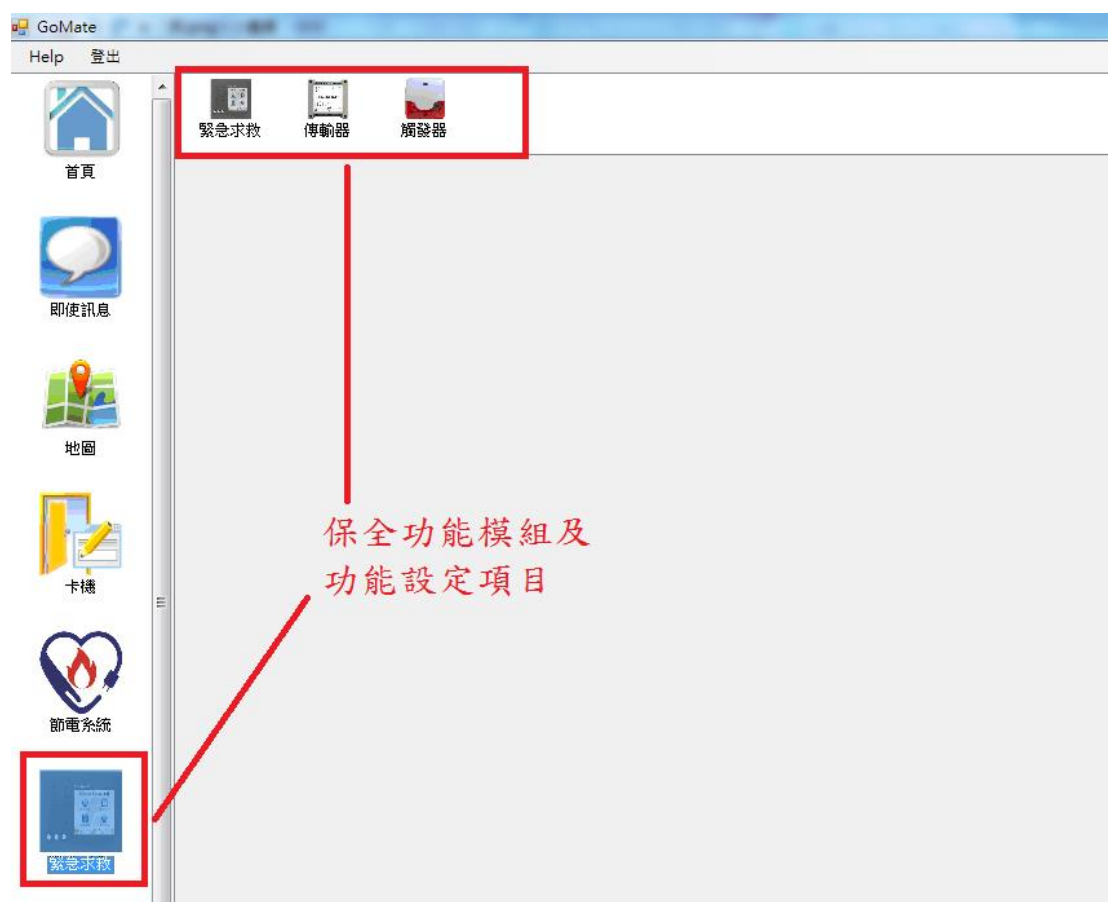 GoMate
Help 登出
緊急求救 傳輸器 觸發器
首頁
即使訊息
地圖
卡機
節電系統
緊急求救
保全功能模組及
功能設定項目